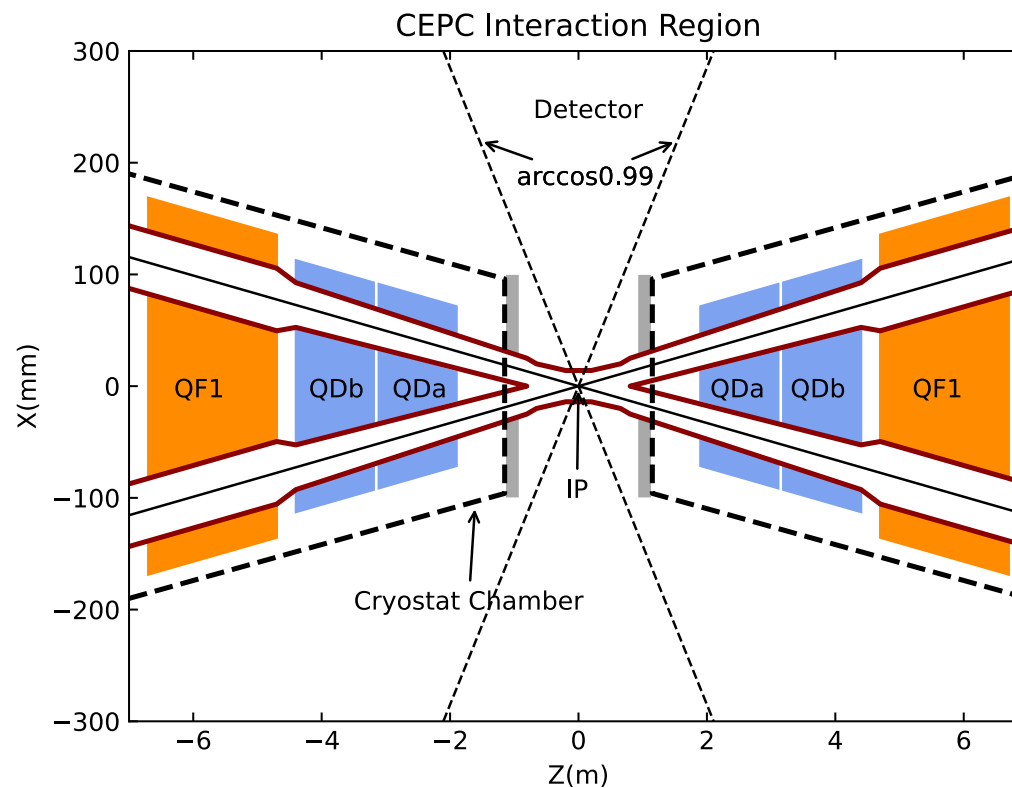 CEPC Interaction Region
300
200
100
0
−100
−200
−300
X(mm)
Detector
arccos0.99
QF1
QDb
QDa
QDa
QDb
QF1
IP
Cryostat Chamber
−6
−4
−2
0
2
4
6
Z(m)